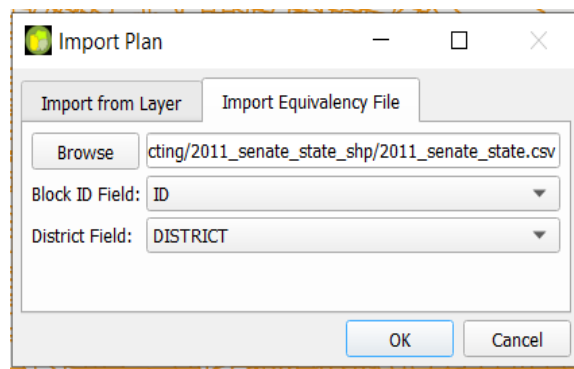 Import Plan
Import from Layer Import Equivalency File
Browse cting/2011_senate_state_shp/2011_senate_state.csv
Block ID Field: ID
District Field: DISTRICT
OK Cancel